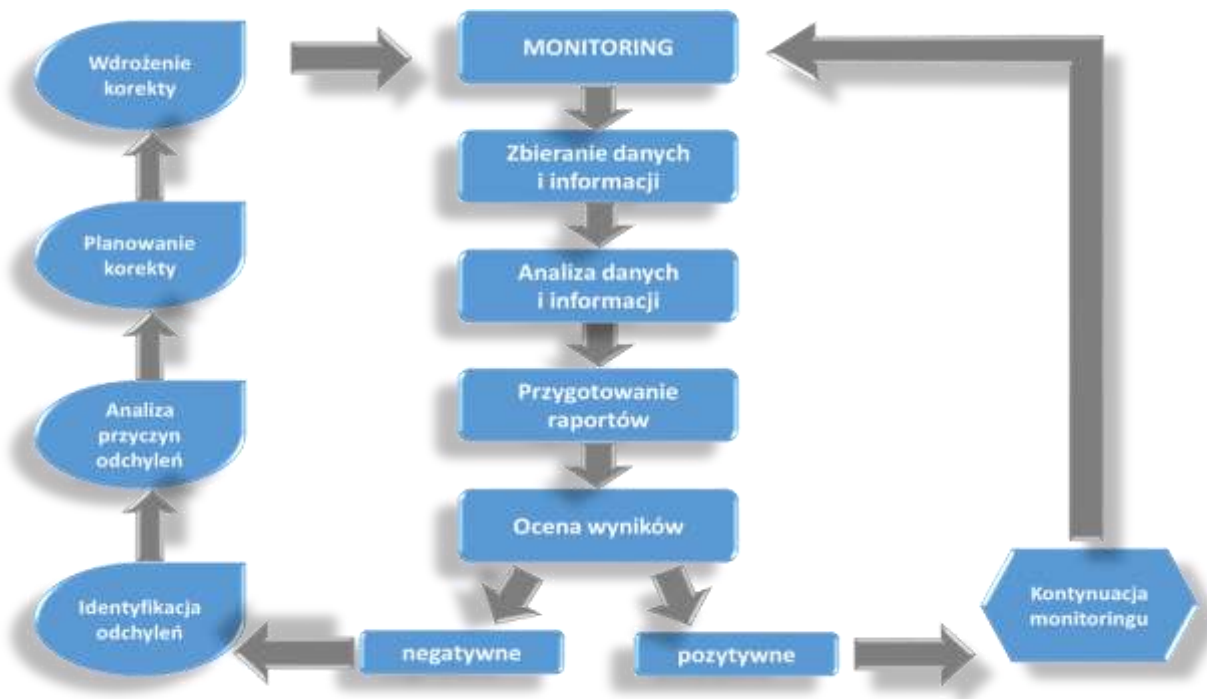 MONITORING
Zbieranie danych
i informacji
Analiza danych
i informacji
Przygotowanie
raportów
Ocena wyników
negatywne
pozytywne
Identyfikacja
odchyleń
Analiza
przyczyn
odchyleń
Planowanie
korekty
Wdrożenie
korekty
Kontynuacja
monitoringu